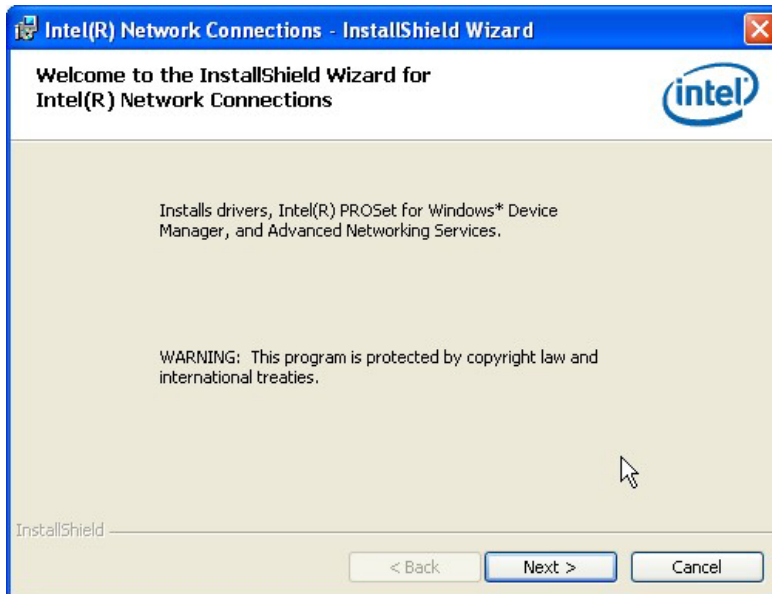 Intel(R) Network Connections - InstallShield Wizard
Welcome to the InstallShield Wizard for
Intel(R) Network Connections
intel
Installs drivers, Intel(R) PROSet for Windows* Device
Manager, and Advanced Networking Services.
WARNING: This program is protected by copyright law and
international treaties.
InstallShield
< Back
Next >
Cancel